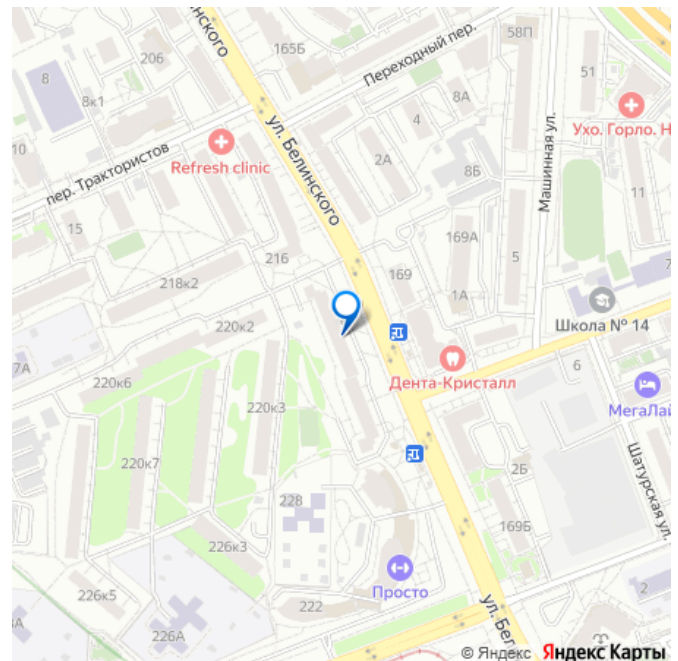 58П
165Б
206
Переходный пер.
51
8
8к1
8А
Ухо. Горло. Н
4
ул. Белинского
10
Refresh clinic
2А
Машинная ул.
пер. Трактористов
8Б
11
15
169А
216
5
169
218к2
1А
7
Школа № 14
220к2
7А
Дента-Кристалл
6
220к6
МегаЛай
220к3
220к7
2Б
Шатурская ул.
228
169Б
226к3
Просто
2
226к5
222
ул. Бел
226А
© Яндекс Яндекс Карты